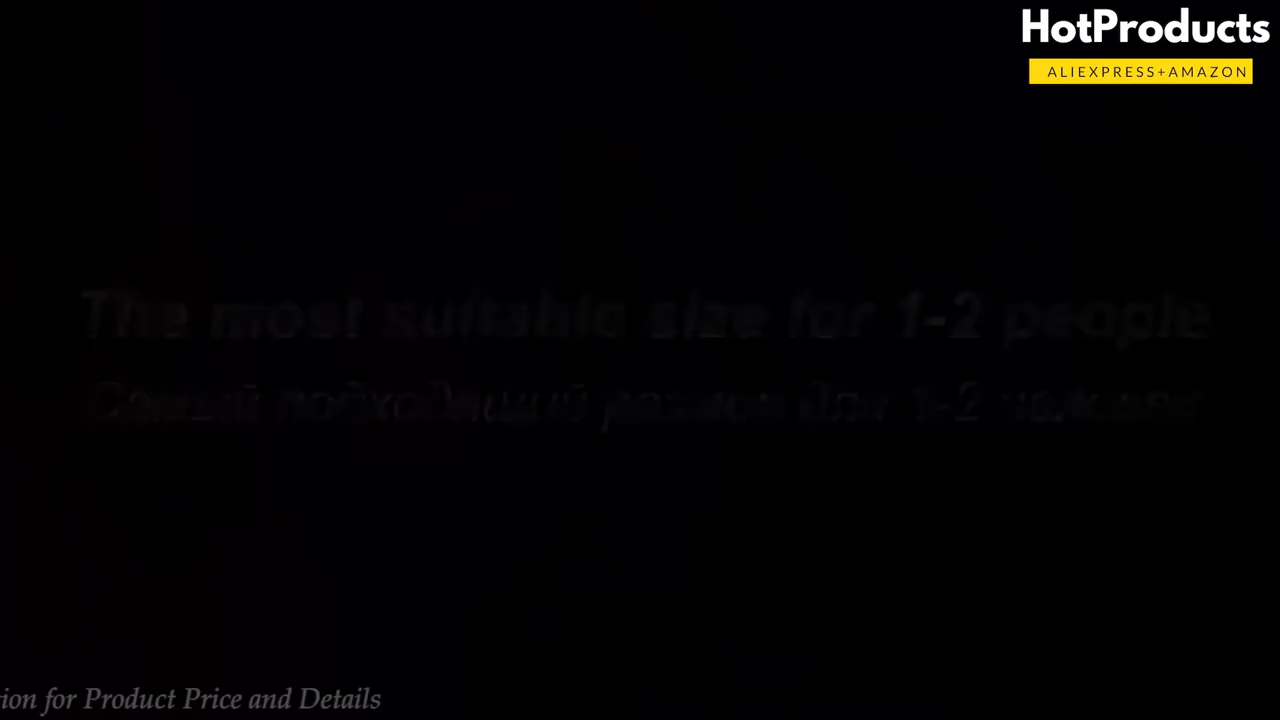 HotProducts
ALIEXPRESS+AMAZON
The most suitable size for 1-2 people
Самый подходящий размер для 1-2 человек
ion for Product Price and Details